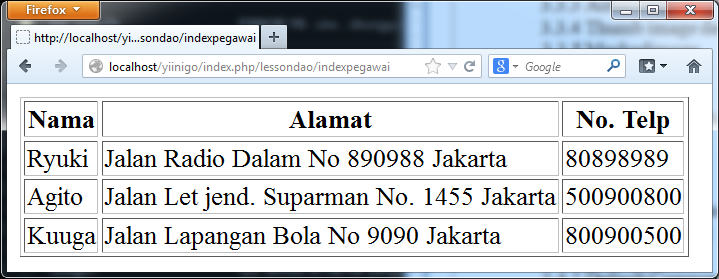 Firefox
http://localhost/yi...sondao/indexpegawai
localhost/yiinigo/index.php/lessondao/indexpegawai
Google
Nama Alamat No. Telp
Ryuki Jalan Radio Dalam No 890988 Jakarta 80898989
Agito Jalan Let jend. Suparman No. 1455 Jakarta 500900800
Kuuga Jalan Lapangan Bola No 9090 Jakarta 800900500